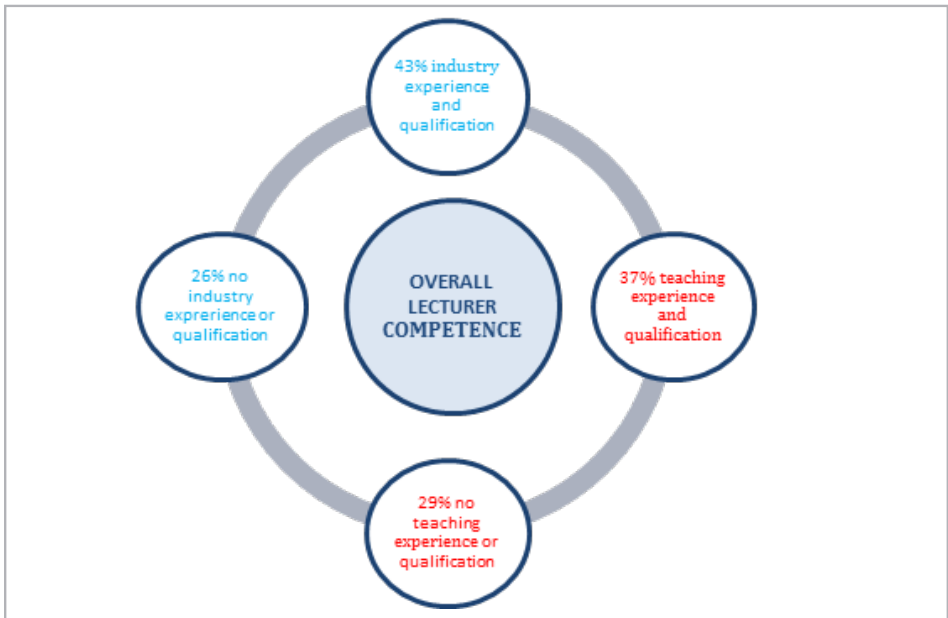 43% industry
experience
and
qualification
26% no
industry
exprerience or
qualification
OVERALL
LECTURER
COMPETENCE
37% teaching
experience
and
qualification
29% no
teaching
experience or
qualification